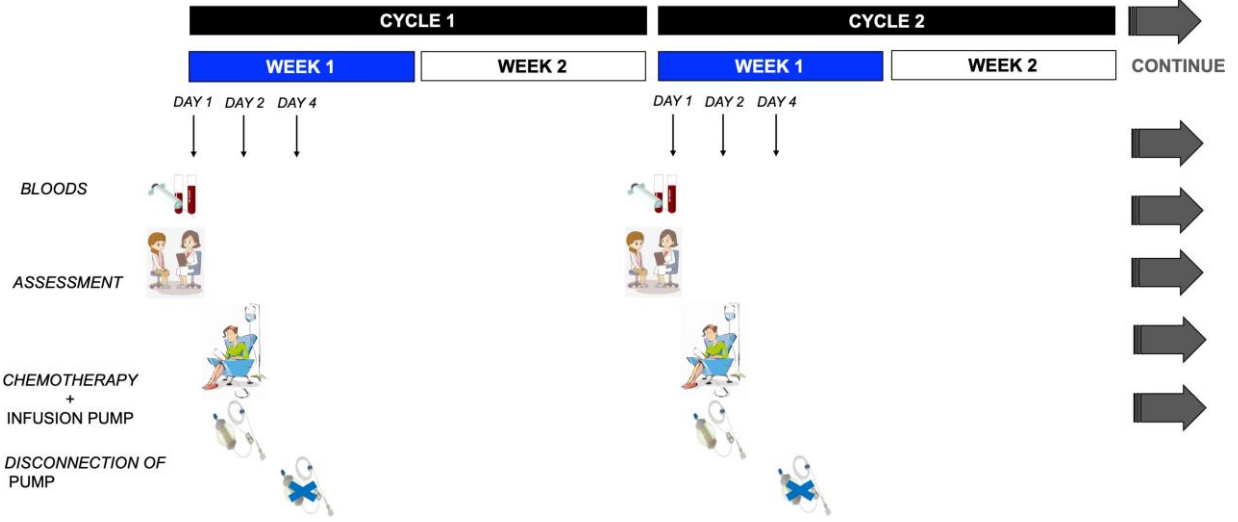 CYCLE 1
CYCLE 2
WEEK 1
WEEK 2
WEEK 1
WEEK 2
CONTINUE
DAY 1
DAY 2
DAY 4
DAY 1
DAY 2
DAY 4
BLOODS
ASSESSMENT
CHEMOTHERAPY
+
INFUSION PUMP
DISCONNECTION OF
PUMP